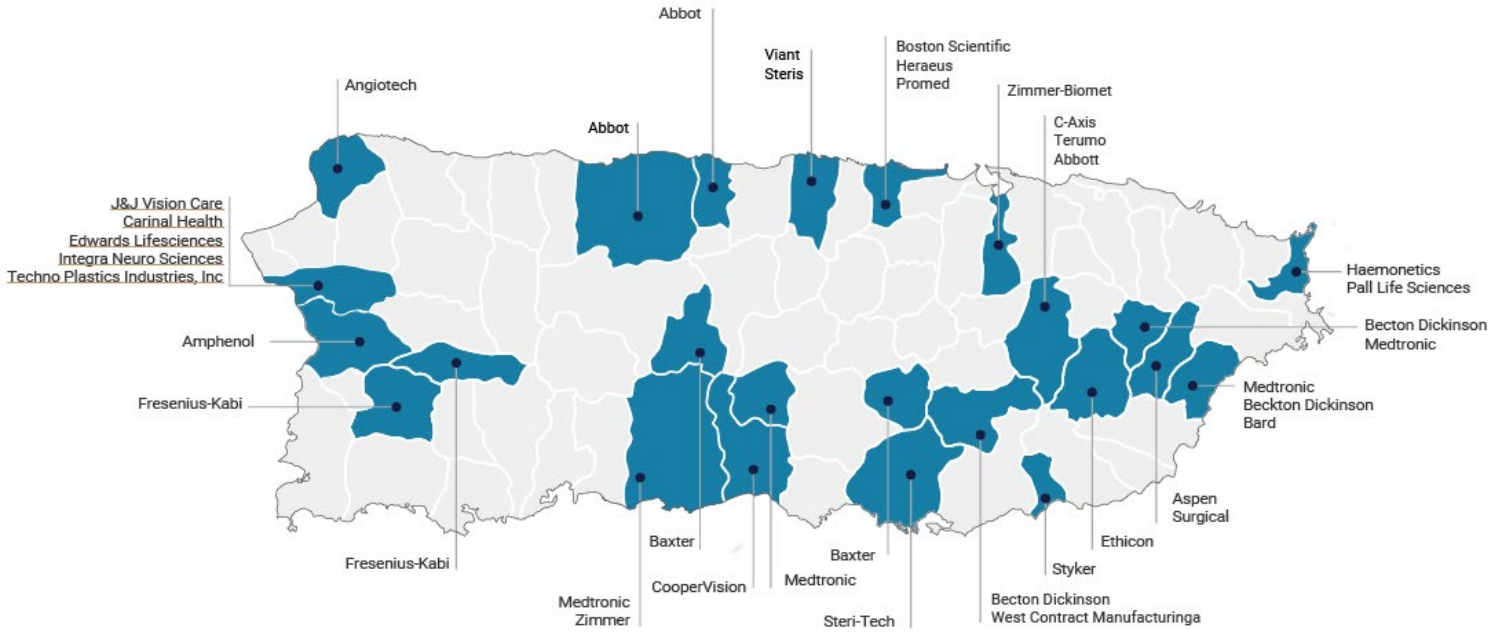 Abbot
Viant
Steris
Boston Scientific
Heraeus
Promed
Angiotech
Zimmer-Biomet
Abbot
C-Axis
Terumo
Abbott
J&J Vision Care
Carinal Health
Edwards Lifesciences
Integra Neuro Sciences
Techno Plastics Industries, Inc
Haemonetics
Pall Life Sciences
Amphenol
Becton Dickinson
Medtronic
Fresenius-Kabi
Medtronic
Beckton Dickinson
Bard
Aspen
Surgical
Fresenius-Kabi
Baxter
Baxter
Ethicon
Styker
CooperVision
Medtronic
Medtronic
Zimmer
Steri-Tech
Becton Dickinson
West Contract Manufacturinga